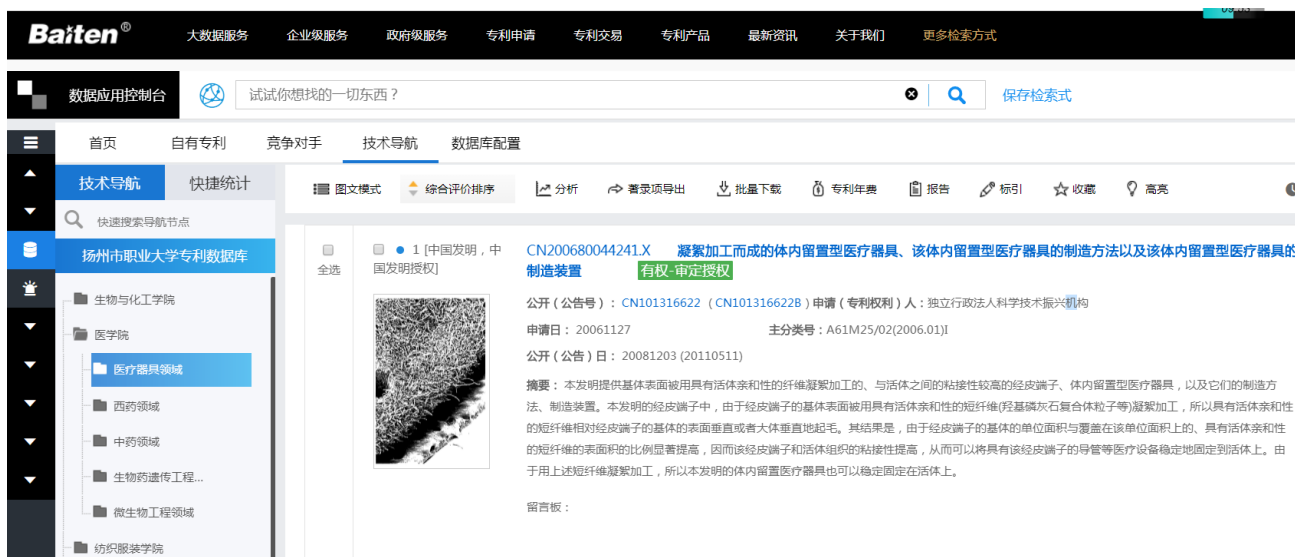 Baiten®
大数据服务 企业级服务 政府级服务 专利申请 专利交易 专利产品 最新资讯 关于我们 更多检索方式
数据应用控制台 试试你想找的一切东西？ 保存检索式
首页 自有专利 竞争对手 技术导航 数据库配置
技术导航 快捷统计 图文模式 综合评价排序 分析 著录项导出 批量下载 专利年费 报告 标引 收藏 高亮
快速搜索导航节点
扬州市职业大学专利数据库
生物与化工学院
医学院
医疗器具领域
西药领域
中药领域
生物药遗传工程...
微生物工程领域
纺织服装学院
全选
1 [中国发明，中
国发明授权]
CN200680044241.X 凝絮加工而成的体内留置型医疗器具、该体内留置型医疗器具的制造方法以及该体内留置型医疗器具的
制造装置 有权-审定授权
公开（公告号）：CN101316622（CN101316622B）申请（专利权利）人：独立行政法人科学技术振兴机构
申请日：20061127 主分类号：A61M25/02(2006.01)I
公开（公告）日：20081203 (20110511)
摘要：本发明提供基体表面被用具有活体亲和性的纤维凝絮加工的、与活体之间的粘接性较高的经皮端子、体内留置型医疗器具，以及它们的制造方
法、制造装置。本发明的经皮端子中，由于经皮端子的基体表面被用具有活体亲和性的短纤维(羟基磷灰石复合体粒子等)凝絮加工，所以具有活体亲和性
的短纤维相对经皮端子的基体的表面垂直或者大体垂直地起毛。其结果是，由于经皮端子的基体的单位面积与覆盖在该单位面积上的、具有活体亲和性
的短纤维的表面积的比例显著提高，因而该经皮端子和活体组织的粘接性提高，从而可以将具有该经皮端子的导管等医疗设备稳定地固定到活体上。由
于用上述短纤维凝絮加工，所以本发明的体内留置医疗器具也可以稳定固定在活体上。
留言板：